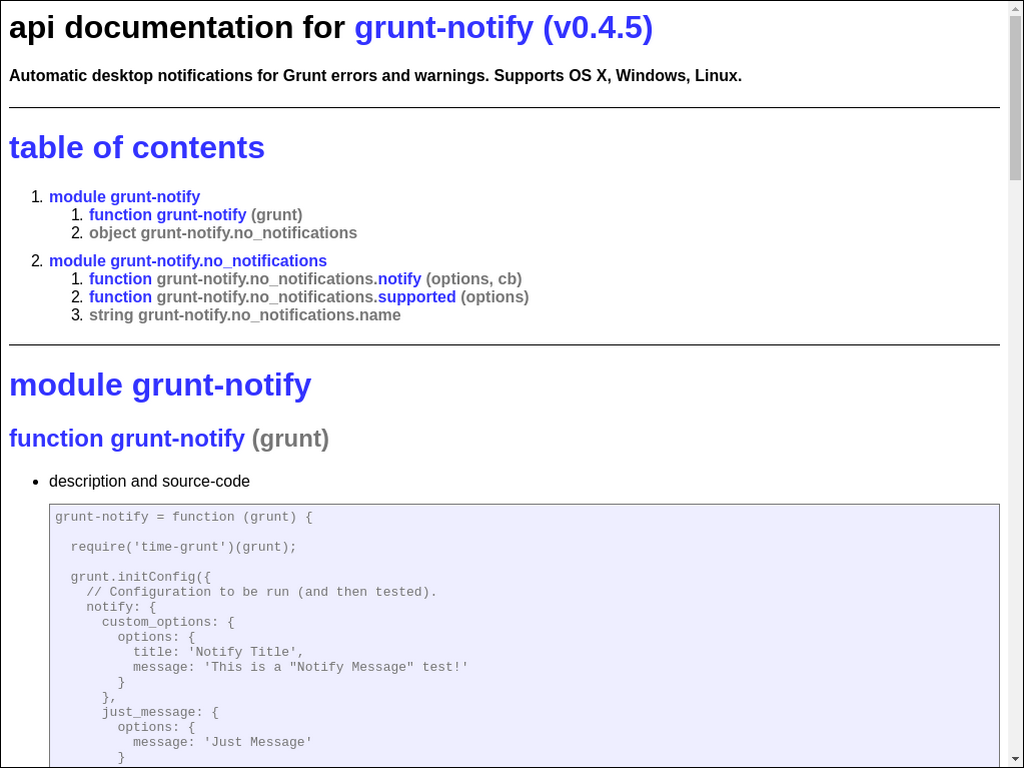 api documentation for grunt-notify (v0.4.5)
Automatic desktop notifications for Grunt errors and warnings. Supports OS X, Windows, Linux.
table of contents
1. module grunt-notify
1. function grunt-notify (grunt)
2. object grunt-notify.no_notifications
2. module grunt-notify.no_notifications
1. function grunt-notify.no_notifications.notify (options, cb)
2. function grunt-notify.no_notifications.supported (options)
3. string grunt-notify.no_notifications.name
module grunt-notify
function grunt-notify (grunt)
• description and source-code
grunt-notify = function (grunt) {
  require('time-grunt')(grunt);
  grunt.initConfig({
    // Configuration to be run (and then tested).
    notify: {
      custom_options: {
        options: {
          title: 'Notify Title',
          message: 'This is a "Notify Message" test!'
        }
      },
      just_message: {
        options: {
          message: 'Just Message'
        }